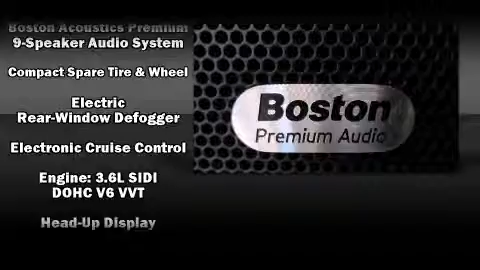 Boston Acoustics Premium
9-Speaker Audio System
Compact Spare Tire & Wheel
Electric
Rear-Window Defogger
Electronic Cruise Control
Engine: 3.6L SIDI
DOHC V6 VVT
Head-Up Display
Boston
Premium Audio